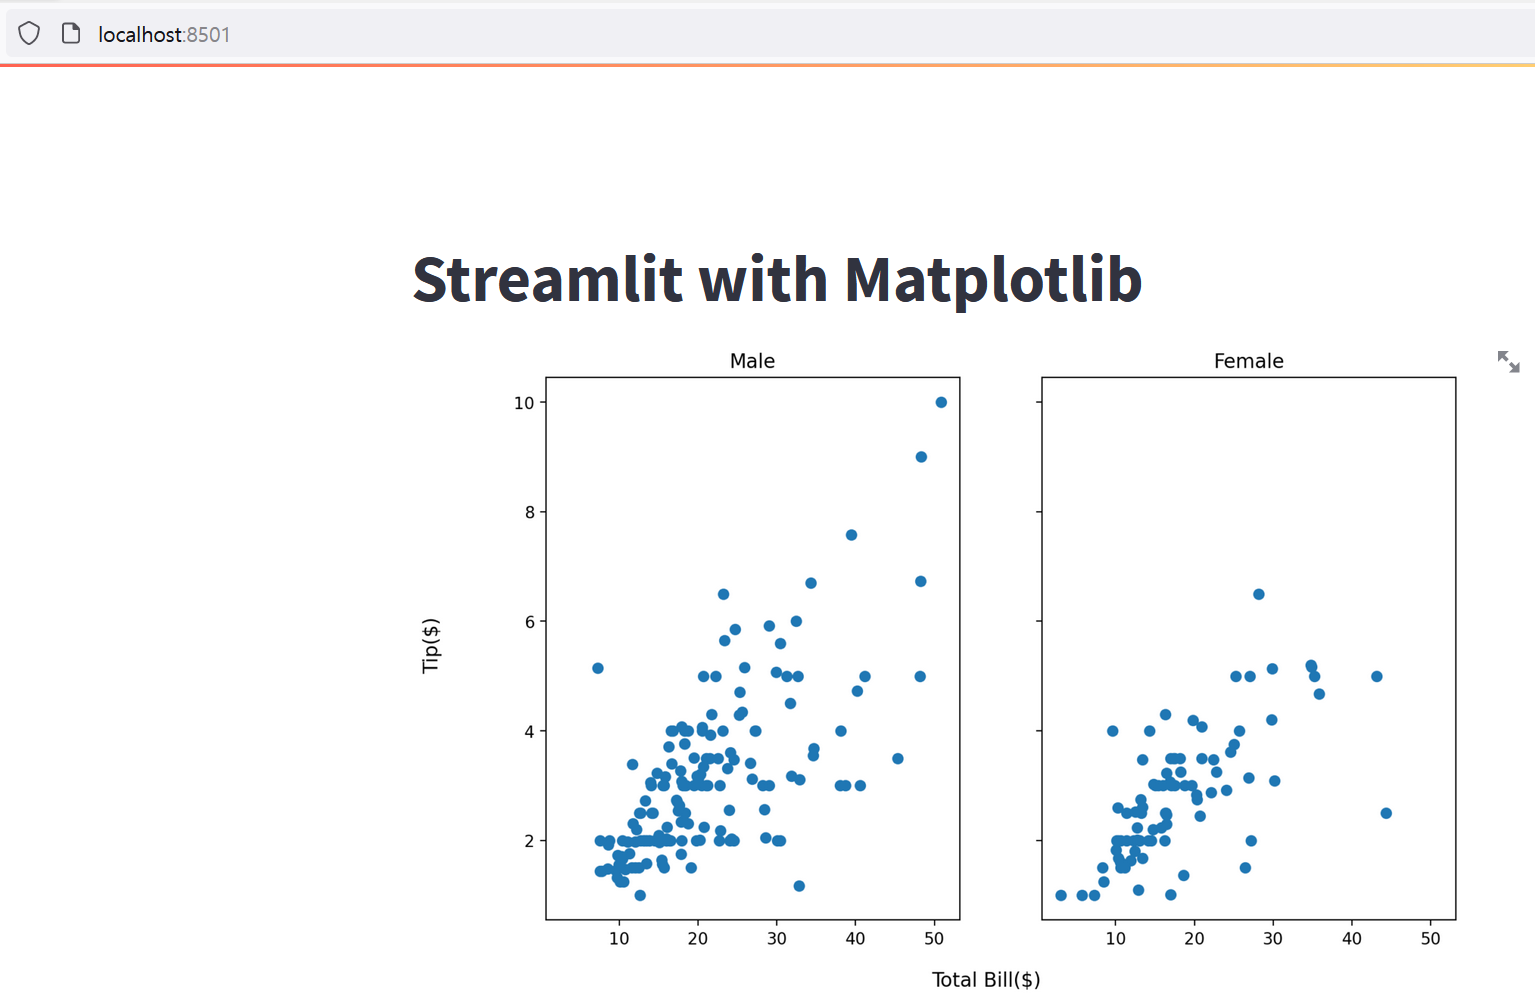 localhost:8501
Streamlit with Matplotlib
Male
Female
10
8
6
4
2
Tip($)
10 20 30 40 50
10 20 30 40 50
Total Bill($)